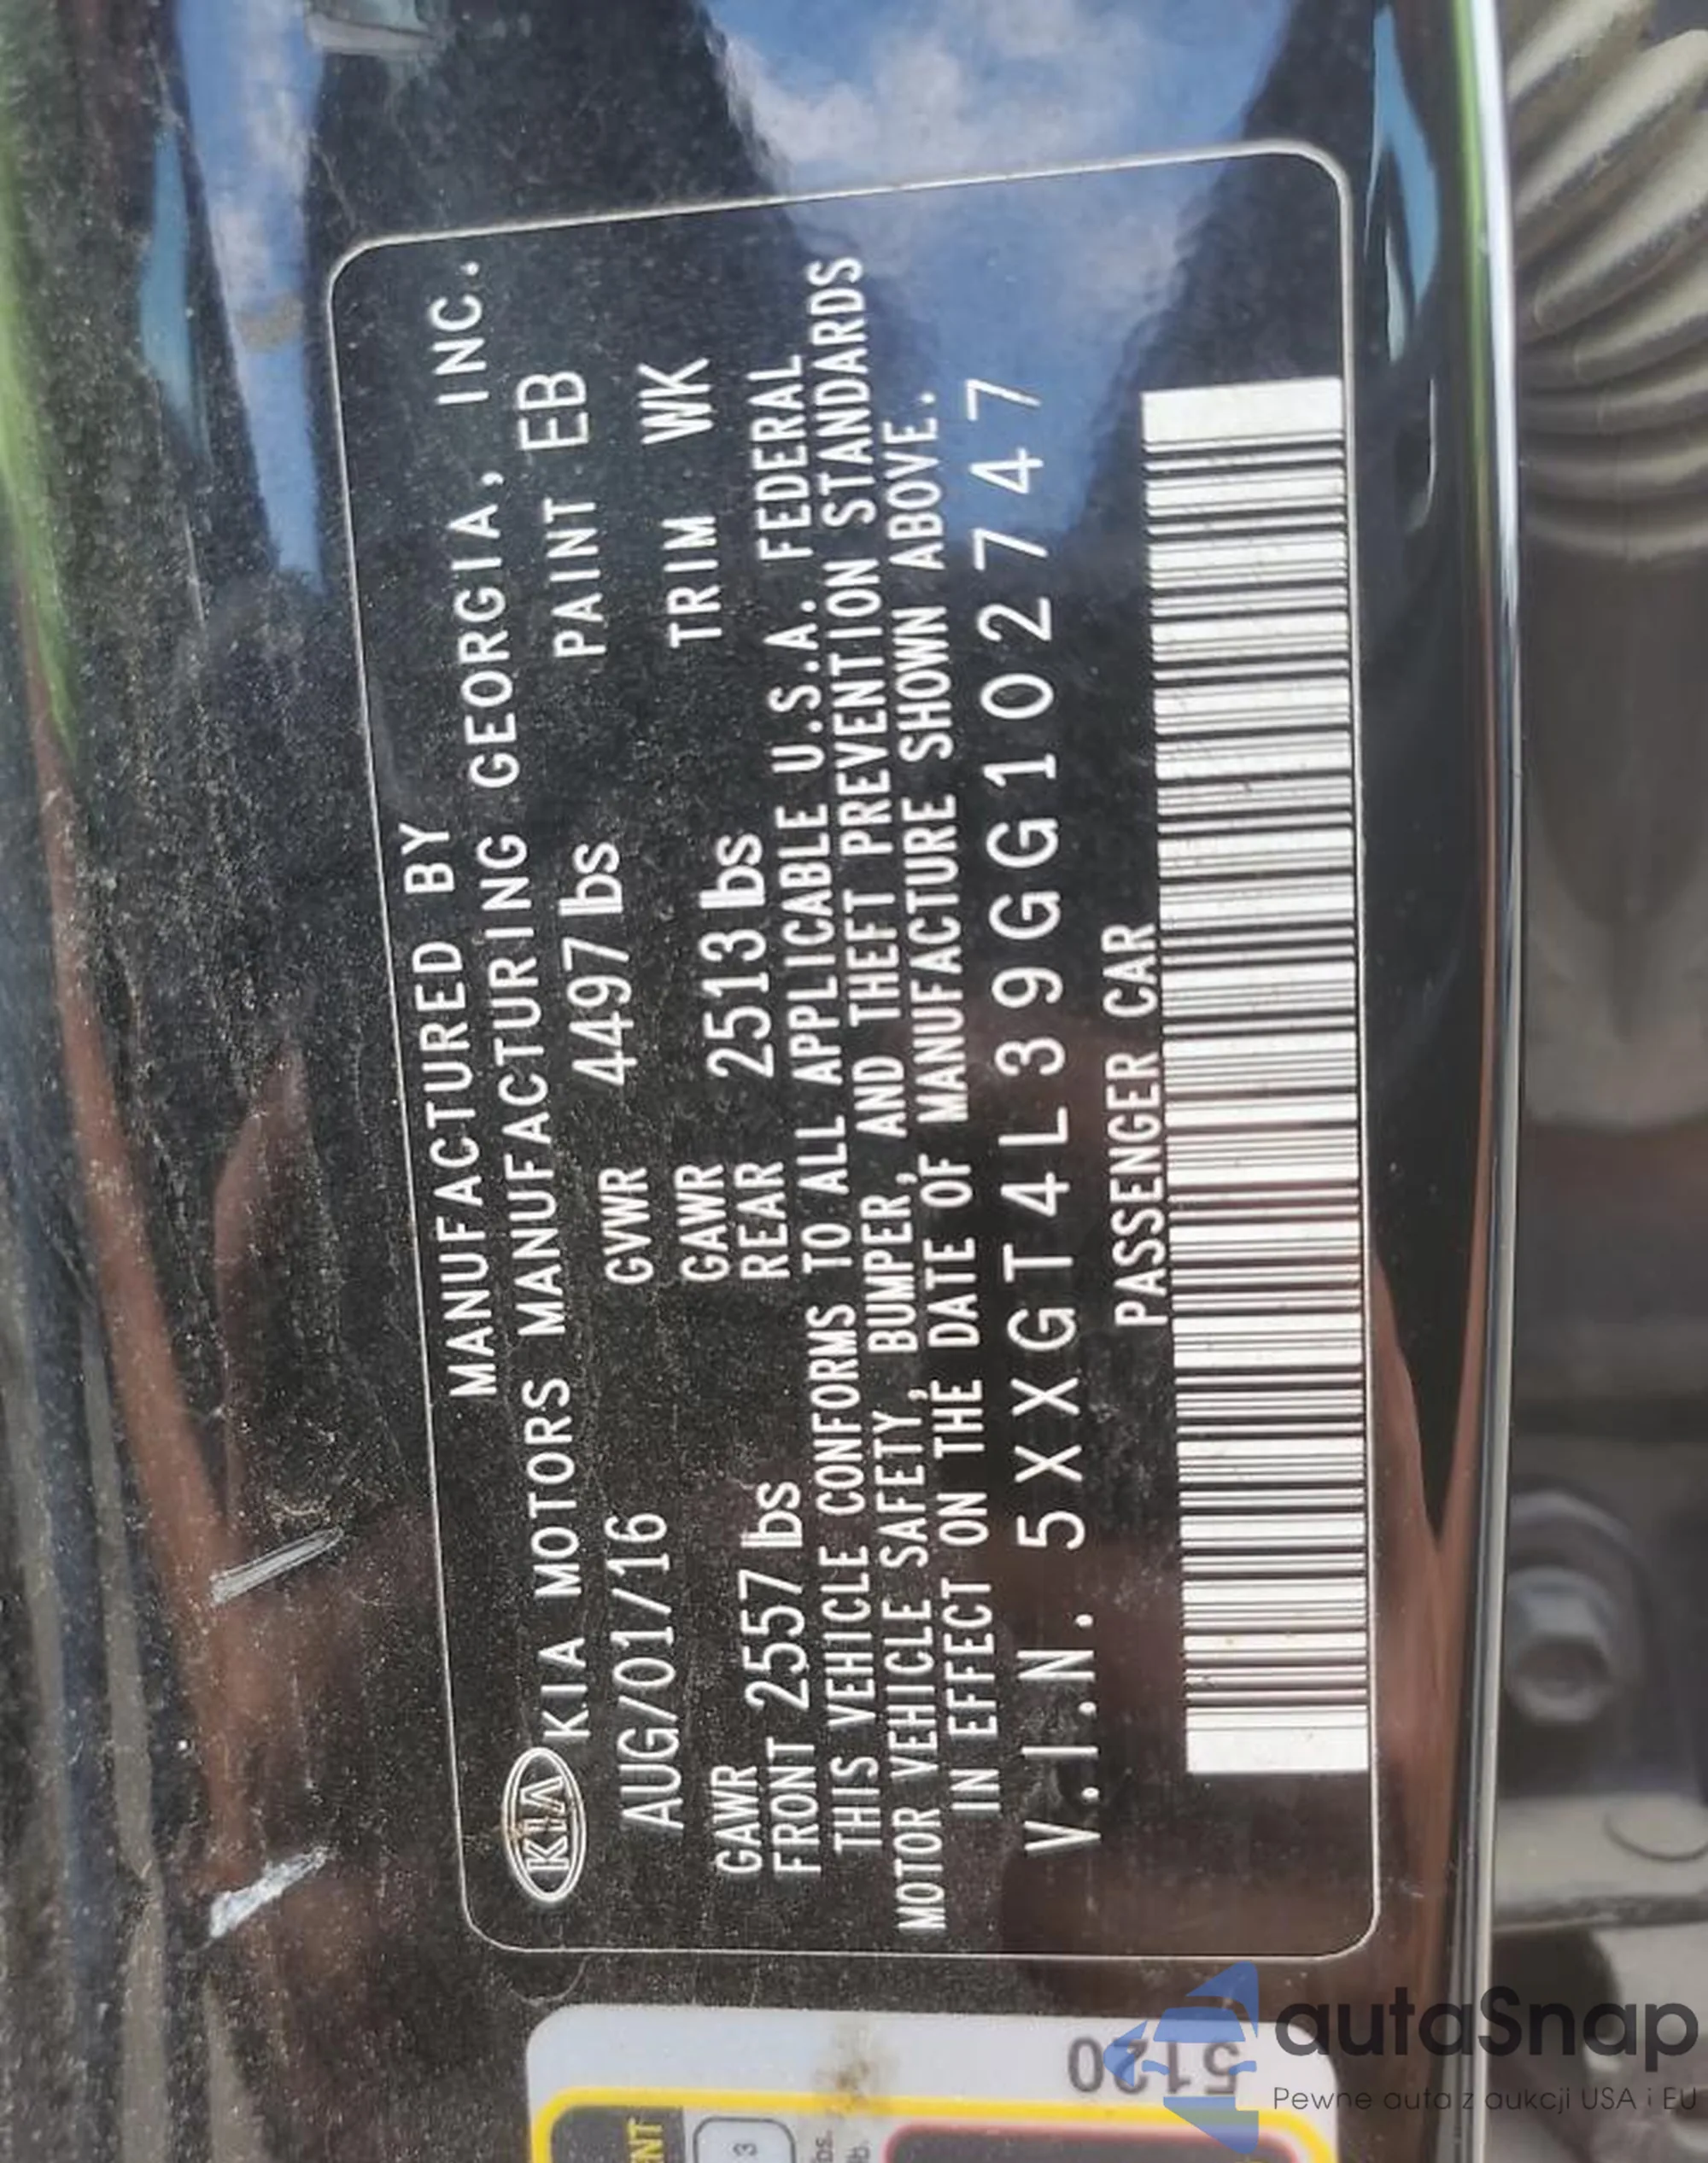 MANUFACTURED BY
KIA KIA MOTORS MANUFACTURING GEORGIA, INC.
AUG/01/16 GVWR 4497 lbs PAINT EB
GAWR FRONT 2557 lbs GAWR REAR 2513 lbs TRIM WK
THIS VEHICLE CONFORMS TO ALL APPLICABLE U.S.A. FEDERAL
MOTOR VEHICLE SAFETY, BUMPER, AND THEFT PREVENTION STANDARDS
IN EFFECT ON THE DATE OF MANUFACTURE SHOWN ABOVE.
V.I.N. 5XXGT4L39GG102747
PASSENGER CAR
5120
3
autaSnap
Pewne auta z aukcji USA i EU